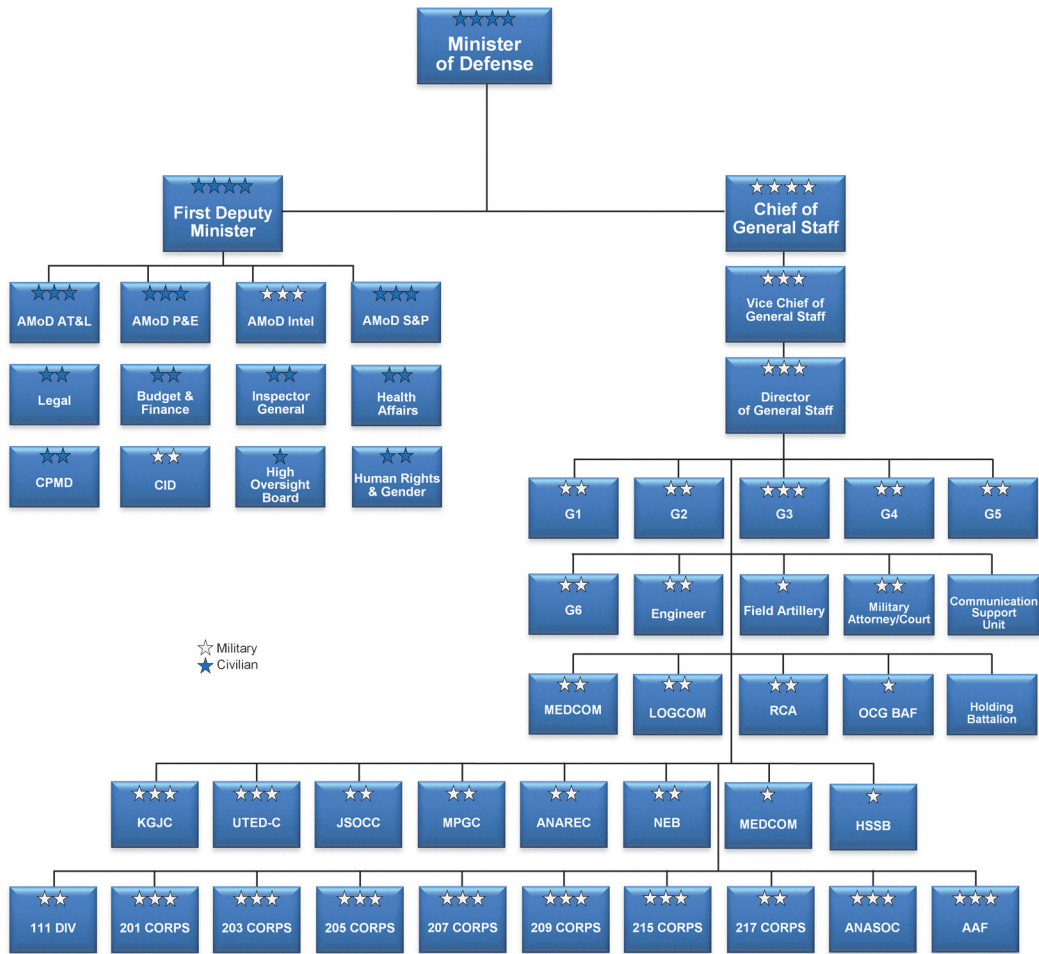 Minister
of Defense
First Deputy
Minister
Chief of
General Staff
AMoD AT&L
AMoD P&E
AMoD Intel
AMoD S&P
Vice Chief of
General Staff
Legal
Budget &
Finance
Inspector
General
Health
Affairs
Director
of General Staff
CPMD
CID
High
Oversight
Board
Human Rights
& Gender
G1
G2
G3
G4
G5
G6
Engineer
Field Artillery
Military
Attorney/Court
Communication
Support
Unit
Military
Civilian
MEDCOM
LOGCOM
RCA
OCG BAF
Holding
Battalion
KGJC
UTED-C
JSOCC
MPGC
ANAREC
NEB
MEDCOM
HSSB
111 DIV
201 CORPS
203 CORPS
205 CORPS
207 CORPS
209 CORPS
215 CORPS
217 CORPS
ANASOC
AAF